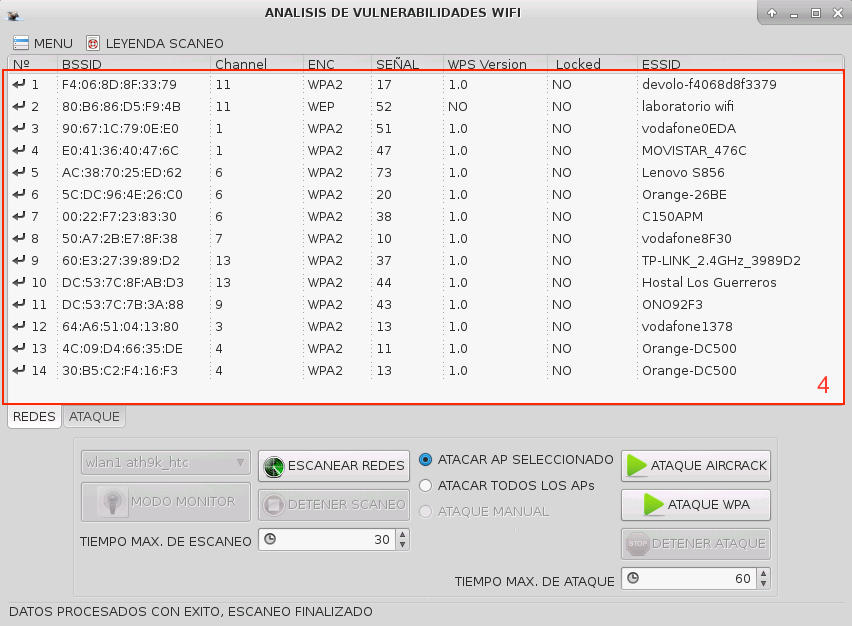 ANALISIS DE VULNERABILIDADES WIFI
MENU LEYENDA SCANEO
Nº BSSID Channel ENC SEÑAL WPS Version Locked ESSID
1 F4:06:8D:8F:33:79 11 WPA2 17 1.0 NO devolo-f4068d8f3379
2 80:B6:86:D5:F9:4B 11 WEP 52 NO NO laboratorio wifi
3 90:67:1C:79:0E:E0 1 WPA2 51 1.0 NO vodafone0EDA
4 E0:41:36:40:47:6C 1 WPA2 47 1.0 NO MOVISTAR_476C
5 AC:38:70:25:ED:62 6 WPA2 73 1.0 NO Lenovo S856
6 5C:DC:96:4E:26:C0 6 WPA2 20 1.0 NO Orange-26BE
7 00:22:F7:23:83:30 6 WPA2 38 1.0 NO C150APM
8 50:A7:2B:E7:8F:38 7 WPA2 10 1.0 NO vodafone8F30
9 60:E3:27:39:89:D2 13 WPA2 37 1.0 NO TP-LINK_2.4GHz_3989D2
10 DC:53:7C:8F:AB:D3 13 WPA2 44 1.0 NO Hostal Los Guerreros
11 DC:53:7C:7B:3A:88 9 WPA2 43 1.0 NO ONO92F3
12 64:A6:51:04:13:80 3 WPA2 13 1.0 NO vodafone1378
13 4C:09:D4:66:35:DE 4 WPA2 11 1.0 NO Orange-DC500
14 30:B5:C2:F4:16:F3 4 WPA2 13 1.0 NO Orange-DC500
4
REDES ATAQUE
wlan1 ath9k_htc ESCANEAR REDES ATACAR AP SELECCIONADO ATAQUE AIRCRACK
MODO MONITOR DETENER SCANEO ATACAR TODOS LOS APs ATAQUE WPA
ATAQUE MANUAL
TIEMPO MAX. DE ESCANEO 30 STOP DETENER ATAQUE
TIEMPO MAX. DE ATAQUE 60
DATOS PROCESADOS CON EXITO, ESCANEO FINALIZADO